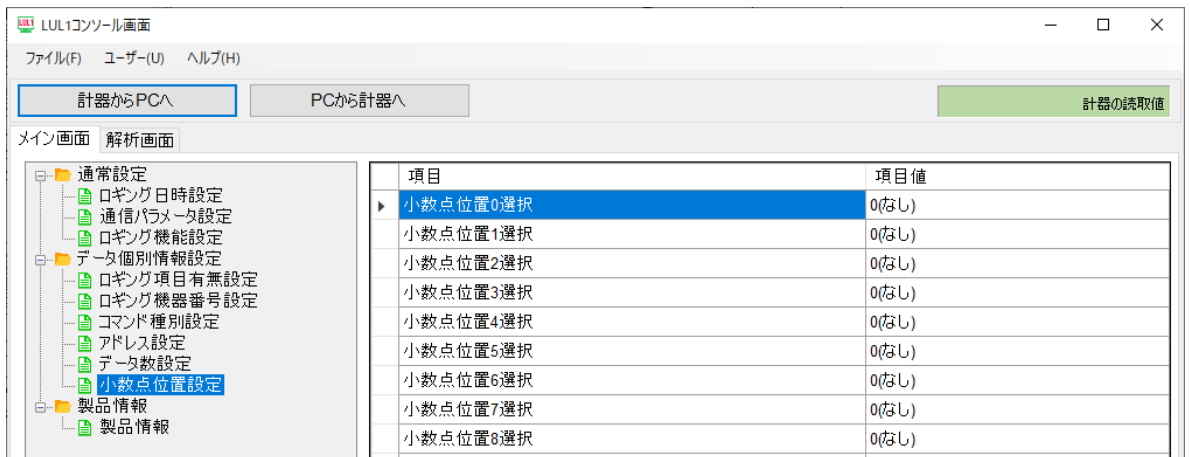 LUL1コンソール画面
ファイル(F) ユーザー(U) ヘルプ(H)
計器からPCへ PCから計器へ 計器の読取値
メイン画面 解析画面
通常設定
ロギング日時設定
通信パラメータ設定
ロギング機能設定
データ個別情報設定
ロギング項目有無設定
ロギング機器番号設定
コマンド種別設定
アドレス設定
データ数設定
小数点位置設定
製品情報
製品情報
項目 項目値
小数点位置0選択 0(なし)
小数点位置1選択 0(なし)
小数点位置2選択 0(なし)
小数点位置3選択 0(なし)
小数点位置4選択 0(なし)
小数点位置5選択 0(なし)
小数点位置6選択 0(なし)
小数点位置7選択 0(なし)
小数点位置8選択 0(なし)